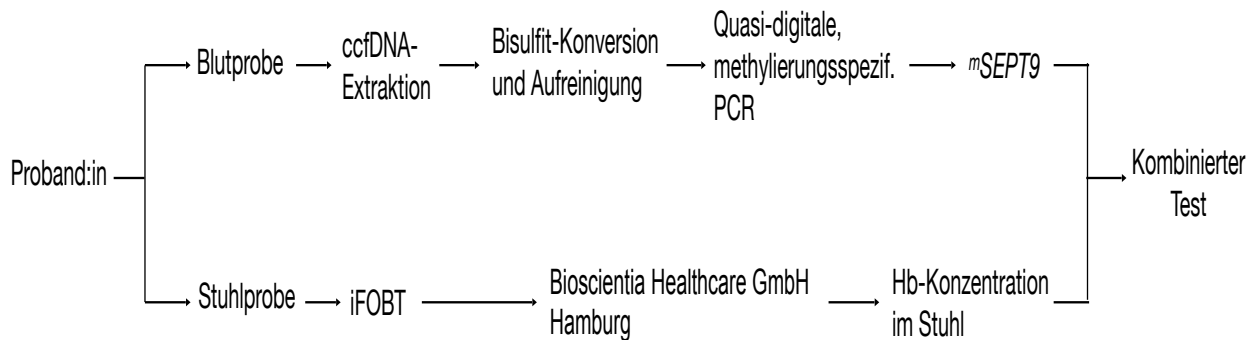 Proband:in
Blutprobe
ccfDNA-
Extraktion
Bisulfit-Konversion
und Aufreinigung
Quasi-digitale,
methylierungsspezif.
PCR
mSEPT9
Stuhlprobe
iFOBT
Bioscientia Healthcare GmbH
Hamburg
Hb-Konzentration
im Stuhl
Kombinierter
Test